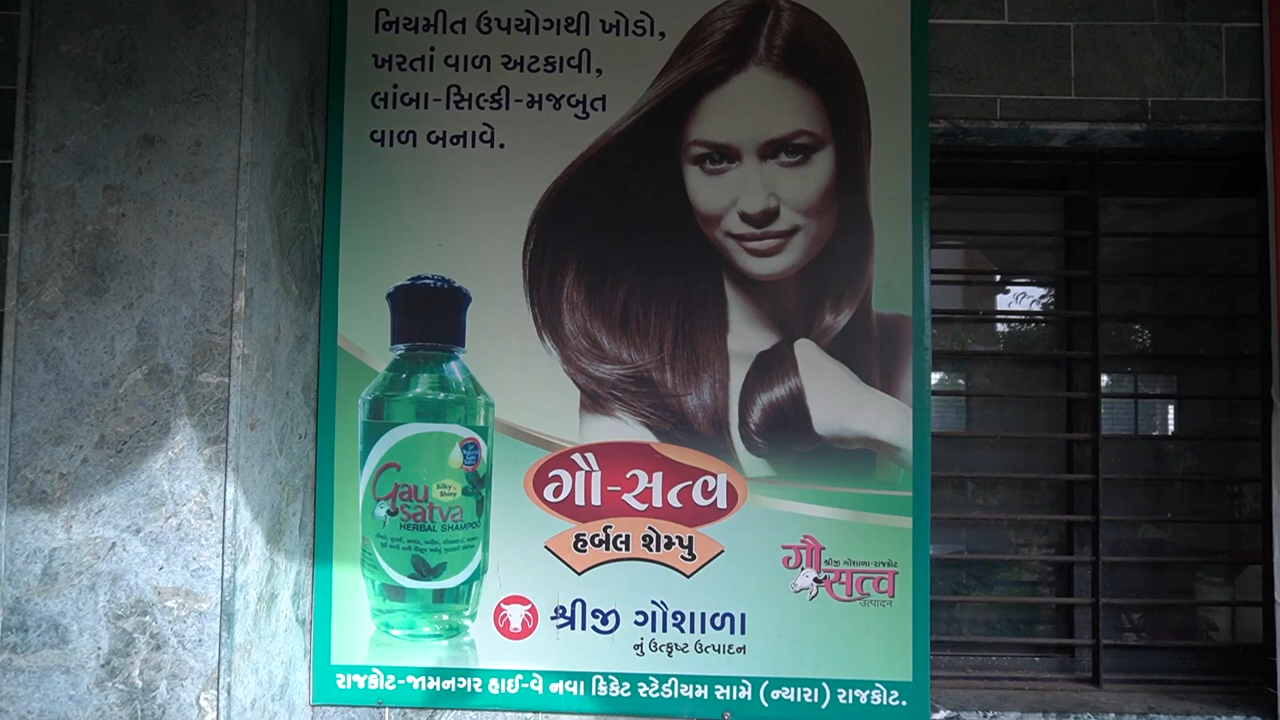 નિયમીત ઉપયોગથી ખોડો,
ખરતાં વાળ અટકાવી,
લાંબા-સિલ્કી-મજબુત
વાળ બનાવે.
Gau
Silky
Shiny
satva
HERBAL SHAMPOO
ગૌ-સત્વ
હર્બલ શેમ્પુ
ગૌ
શ્રીજી ગૌશાળા-રાજકોટ
સત્વ
ઉત્પાદન
શ્રીજી ગૌશાળા
નું ઉત્કૃષ્ટ ઉત્પાદન
રાજકોટ-જામનગર હાઈ-વે નવા ક્રિકેટ સ્ટેડીયમ સામે (ન્યારા) રાજકોટ.